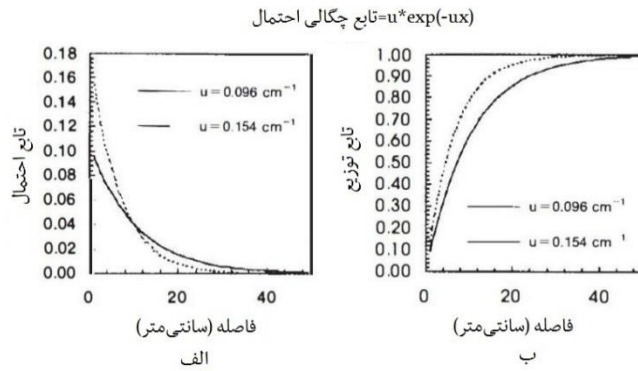 تابع چگالی احتمال=u*exp(-ux)
0.18
0.16
0.14
0.12
0.10
0.08
0.06
0.04
0.02
0.00
تابع احتمال
u = 0.096 cm⁻¹
u = 0.154 cm⁻¹
0 20 40
فاصله (سانتی‌متر)
الف
1.00
0.90
0.80
0.70
0.60
0.50
0.40
0.30
0.20
0.10
0.00
تابع توزیع
u = 0.096 cm⁻¹
u = 0.154 cm⁻¹
0 20 40
فاصله (سانتی‌متر)
ب